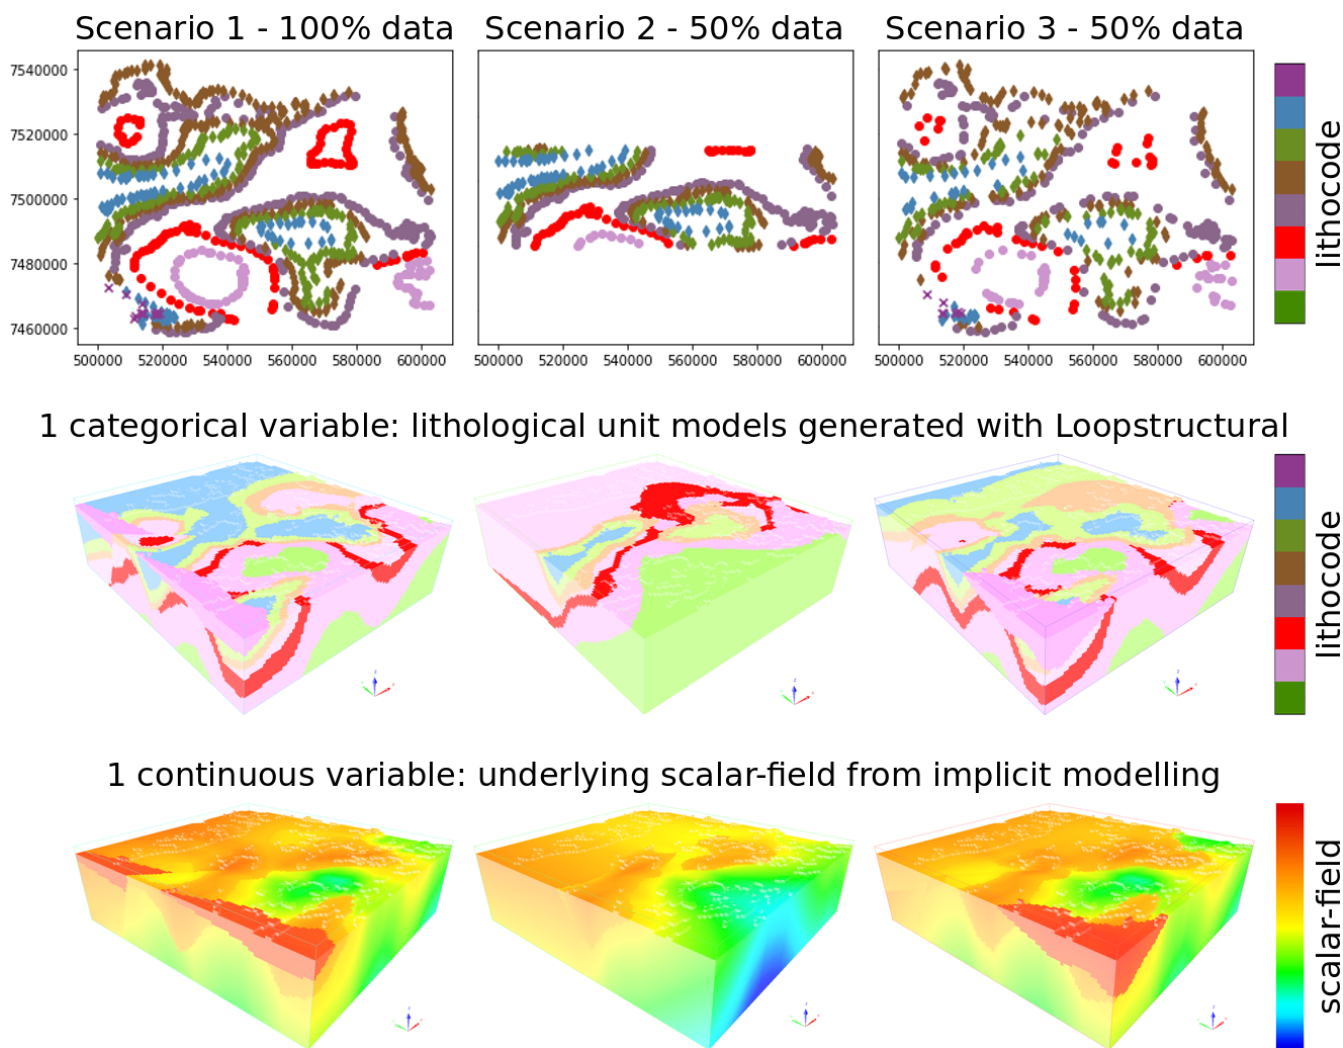 Scenario 1 - 100% data
Scenario 2 - 50% data
Scenario 3 - 50% data
7540000
7520000
7500000
7480000
7460000
500000 520000 540000 560000 580000 600000
500000 520000 540000 560000 580000 600000
500000 520000 540000 560000 580000 600000
lithocode
1 categorical variable: lithological unit models generated with Loopstructural
lithocode
1 continuous variable: underlying scalar-field from implicit modelling
scalar-field